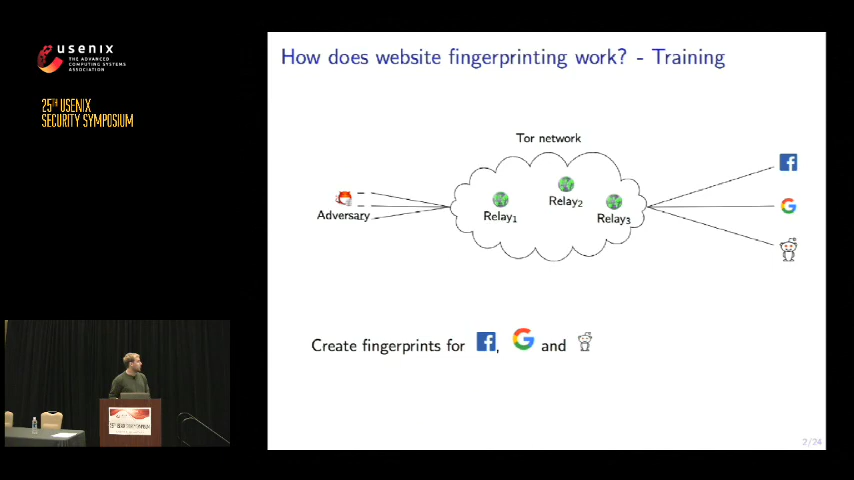 usenix
THE ADVANCED
COMPUTING SYSTEMS
ASSOCIATION
25TH USENIX
SECURITY SYMPOSIUM
How does website fingerprinting work? - Training
Tor network
Adversary
Relay1
Relay2
Relay3
Create fingerprints for , and
2/24